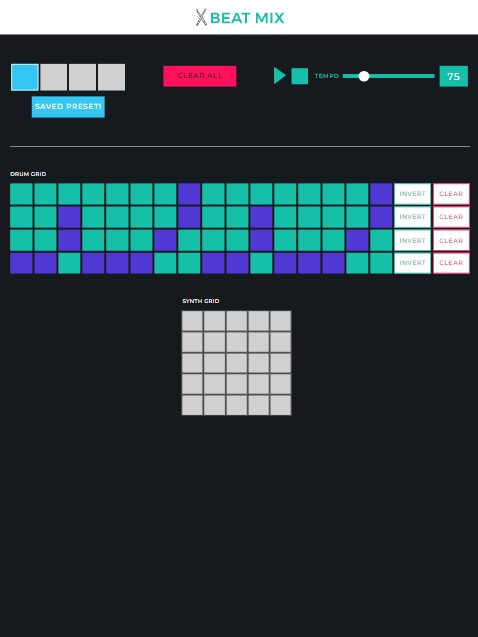 BEAT MIX
CLEAR ALL
TEMPO
75
SAVED PRESET!
DRUM GRID
INVERT CLEAR
INVERT CLEAR
INVERT CLEAR
INVERT CLEAR
SYNTH GRID